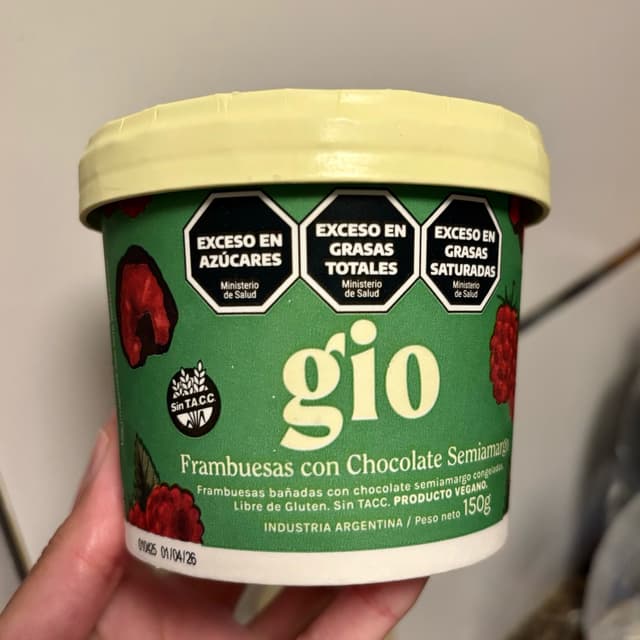 EXCESO EN
AZÚCARES
Ministerio
de Salud
EXCESO EN
GRASAS
TOTALES
Ministerio
de Salud
EXCESO EN
GRASAS
SATURADAS
Ministerio
de Salud
gio
Sin T.A.C.C.
Frambuesas con Chocolate Semiamargo
Frambuesas bañadas con chocolate semiamargo congeladas.
Libre de Gluten. Sin TACC. PRODUCTO VEGANO.
INDUSTRIA ARGENTINA / Peso neto 150g
010425 01/04/26